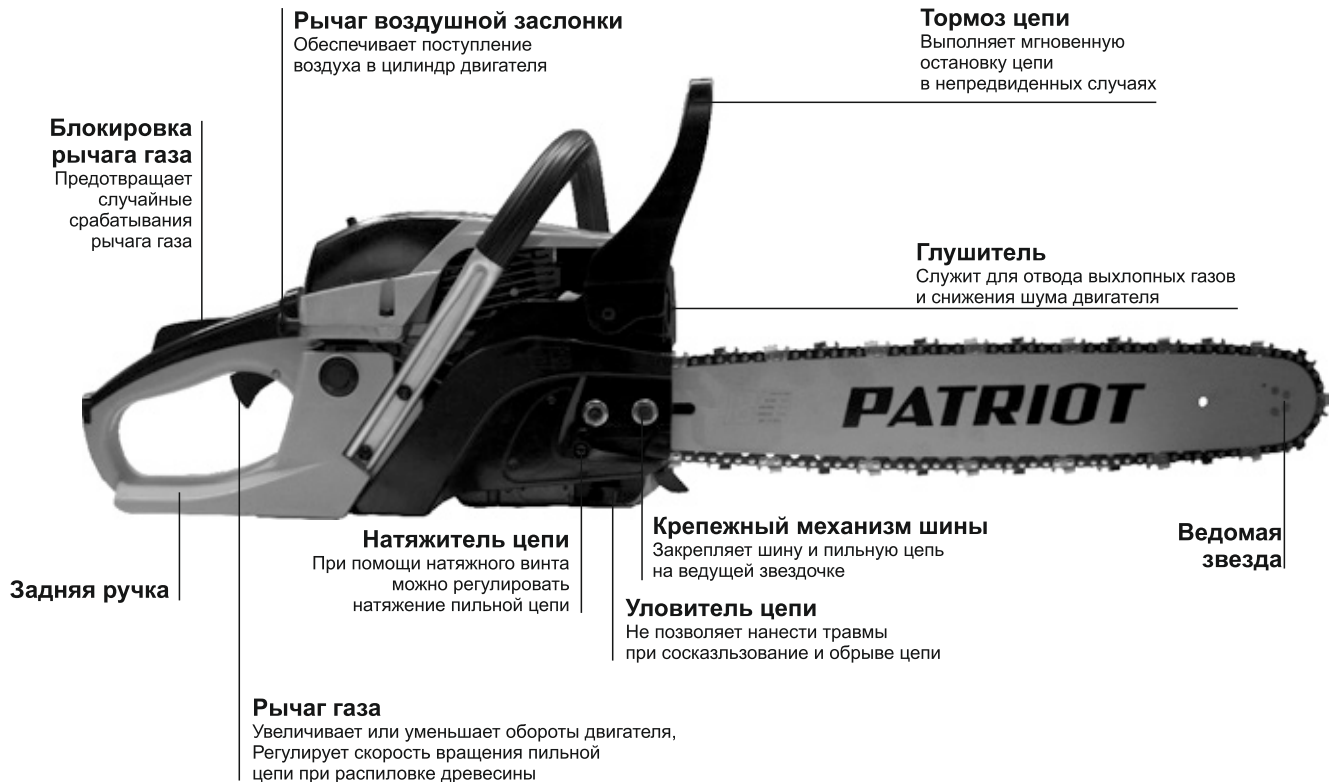 Рычаг воздушной заслонки
Обеспечивает поступление
воздуха в цилиндр двигателя
Тормоз цепи
Выполняет мгновенную
остановку цепи
в непредвиденных случаях
Блокировка
рычага газа
Предотвращает
случайные
срабатывания
рычага газа
Глушитель
Служит для отвода выхлопных газов
и снижения шума двигателя
PATRIOT
Натяжитель цепи
При помощи натяжного винта
можно регулировать
натяжение пильной цепи
Крепежный механизм шины
Закрепляет шину и пильную цепь
на ведущей звездочке
Ведомая
звезда
Задняя ручка
Уловитель цепи
Не позволяет нанести травмы
при сосказльзование и обрыве цепи
Рычаг газа
Увеличивает или уменьшает обороты двигателя,
Регулирует скорость вращения пильной
цепи при распиловке древесины